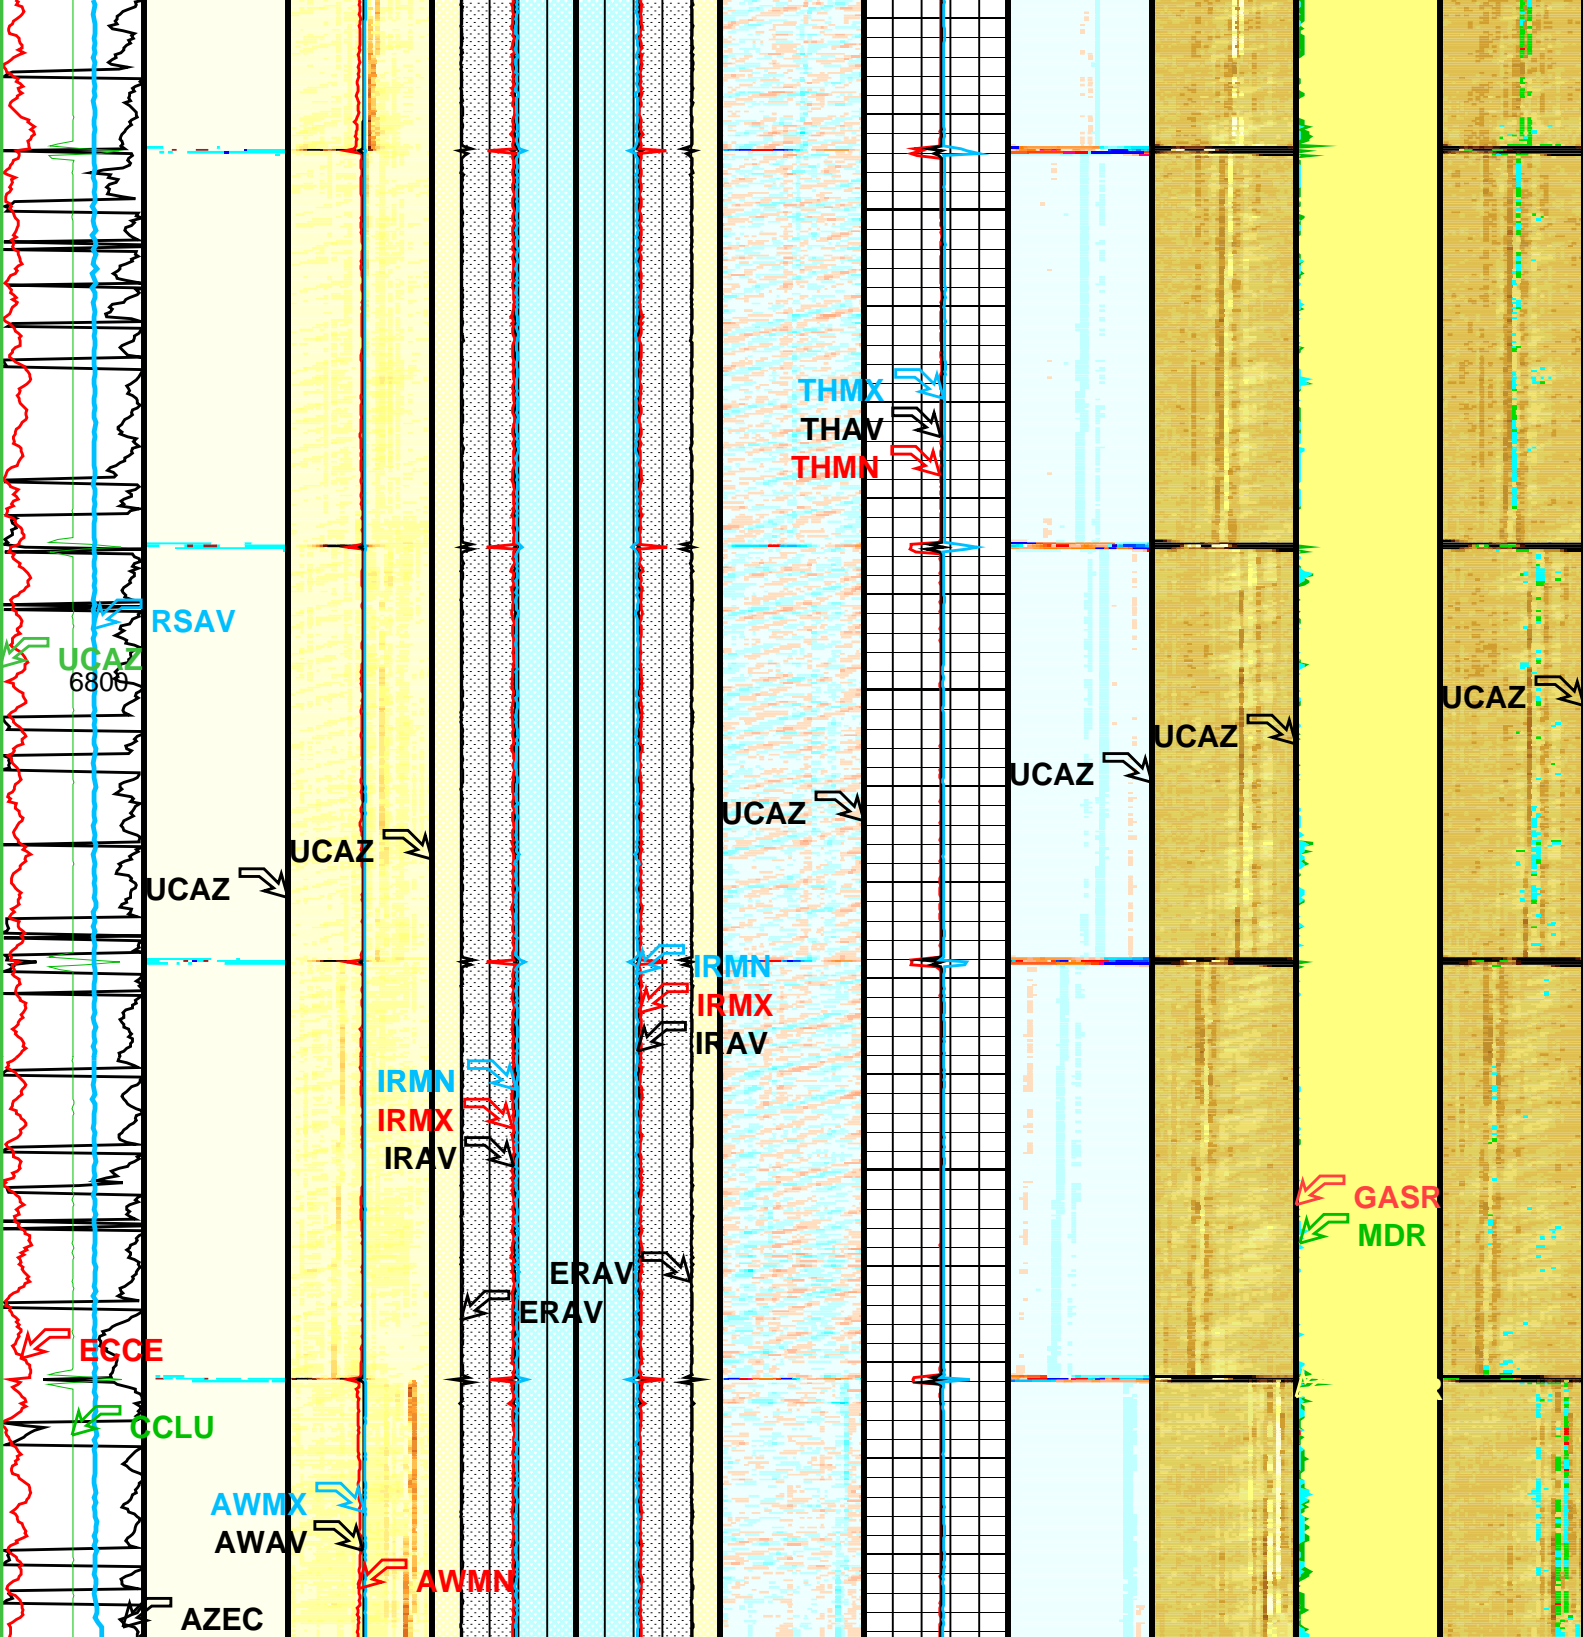 THMX
THAV
THMN
RSAV
UCAZ
6800
UCAZ
UCAZ
UCAZ
UCAZ
UCAZ
UCAZ
IRMN
IRMX
IRAV
IRMN
IRMX
IRAV
GASR
MDR
ERAV
ERAV
ECCE
R
CCLU
AWMX
AWAV
AWMN
AZEC